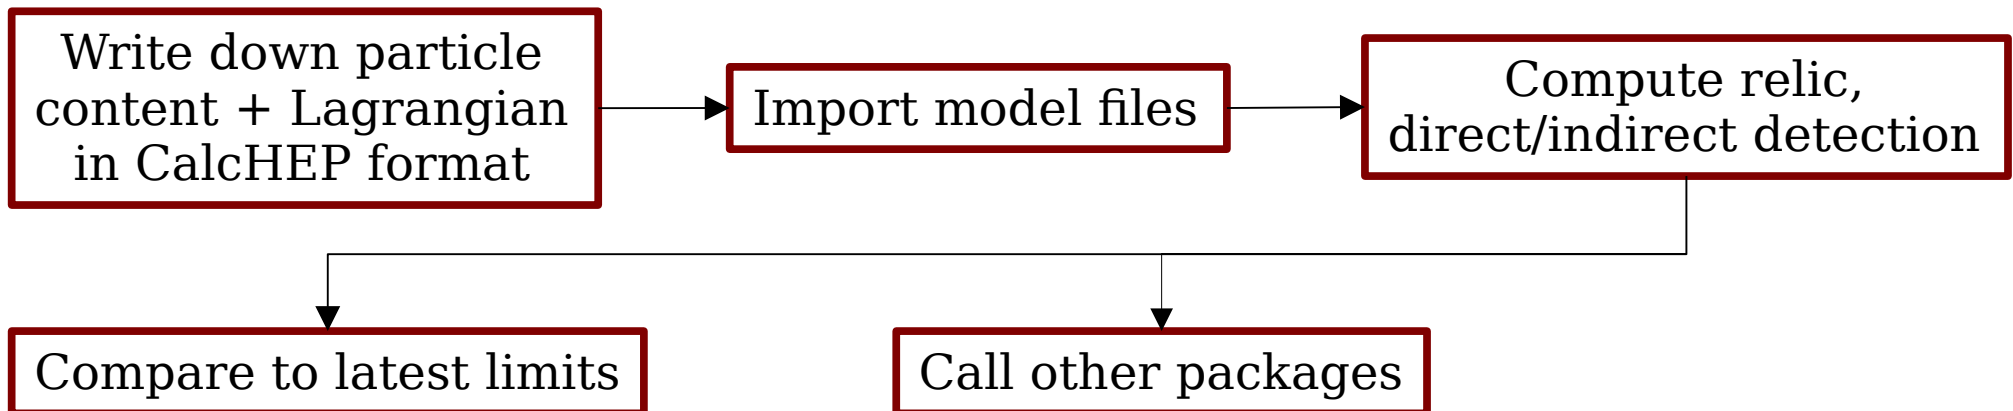 Write down particle
content + Lagrangian
in CalcHEP format
Import model files
Compute relic,
direct/indirect detection
Compare to latest limits
Call other packages